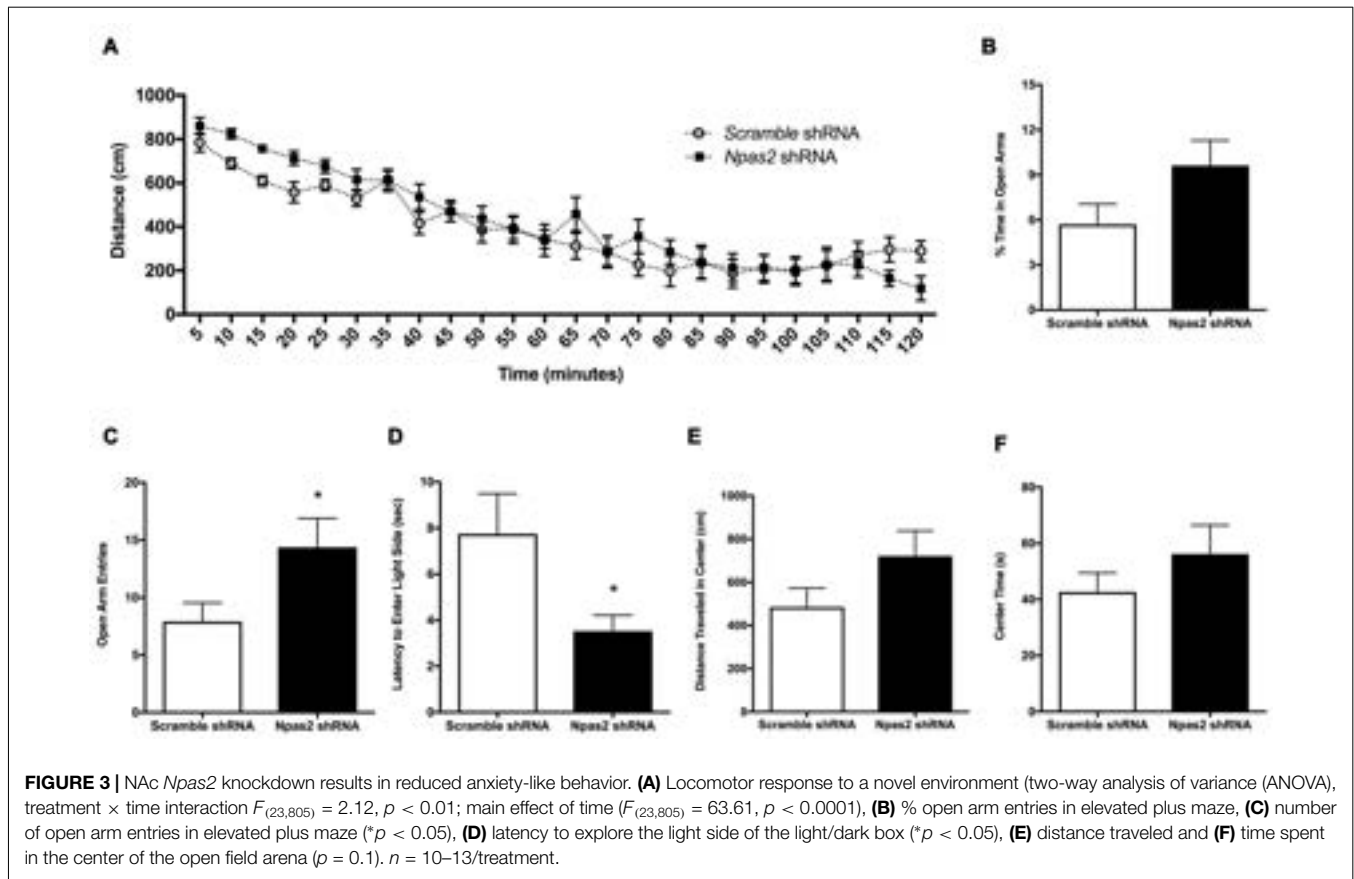 A
Distance (cm)
1000
800
600
400
200
0
5 10 15 20 25 30 35 40 45 50 55 60 65 70 75 80 85 90 95 100 105 110 115 120
Time (minutes)
Scramble shRNA
Npas2 shRNA
B
% Time in Open Arms
15
12
9
6
3
0
Scramble shRNA Npas2 shRNA
C
Open Arm Entries
20
15
10
5
0
*
Scramble shRNA Npas2 shRNA
D
Latency to Enter Light Side (sec)
10
8
6
4
2
0
*
Scramble shRNA Npas2 shRNA
E
Distance Traveled in Center (cm)
1000
800
600
400
200
0
Scramble shRNA Npas2 shRNA
F
Center Time (s)
80
60
40
20
0
Scramble shRNA Npas2 shRNA
FIGURE 3 | NAc Npas2 knockdown results in reduced anxiety-like behavior. (A) Locomotor response to a novel environment (two-way analysis of variance (ANOVA),
treatment × time interaction F(23,805) = 2.12, p < 0.01; main effect of time (F(23,805) = 63.61, p < 0.0001), (B) % open arm entries in elevated plus maze, (C) number
of open arm entries in elevated plus maze (*p < 0.05), (D) latency to explore the light side of the light/dark box (*p < 0.05), (E) distance traveled and (F) time spent
in the center of the open field arena (p = 0.1). n = 10–13/treatment.